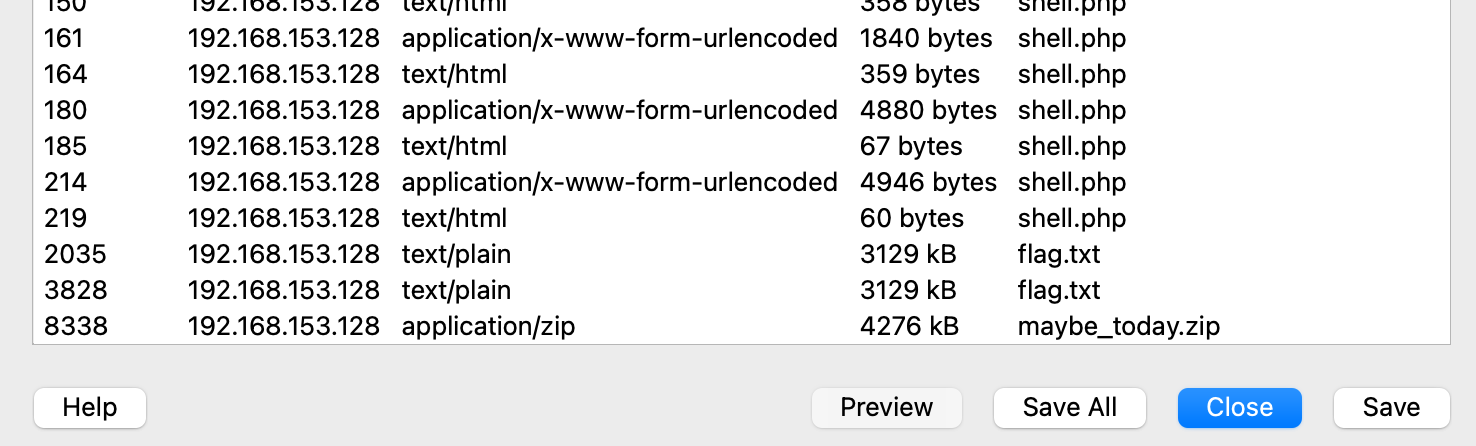 150 192.168.153.128 text/html 358 bytes shell.php
161 192.168.153.128 application/x-www-form-urlencoded 1840 bytes shell.php
164 192.168.153.128 text/html 359 bytes shell.php
180 192.168.153.128 application/x-www-form-urlencoded 4880 bytes shell.php
185 192.168.153.128 text/html 67 bytes shell.php
214 192.168.153.128 application/x-www-form-urlencoded 4946 bytes shell.php
219 192.168.153.128 text/html 60 bytes shell.php
2035 192.168.153.128 text/plain 3129 kB flag.txt
3828 192.168.153.128 text/plain 3129 kB flag.txt
8338 192.168.153.128 application/zip 4276 kB maybe_today.zip
Help Preview Save All Close Save